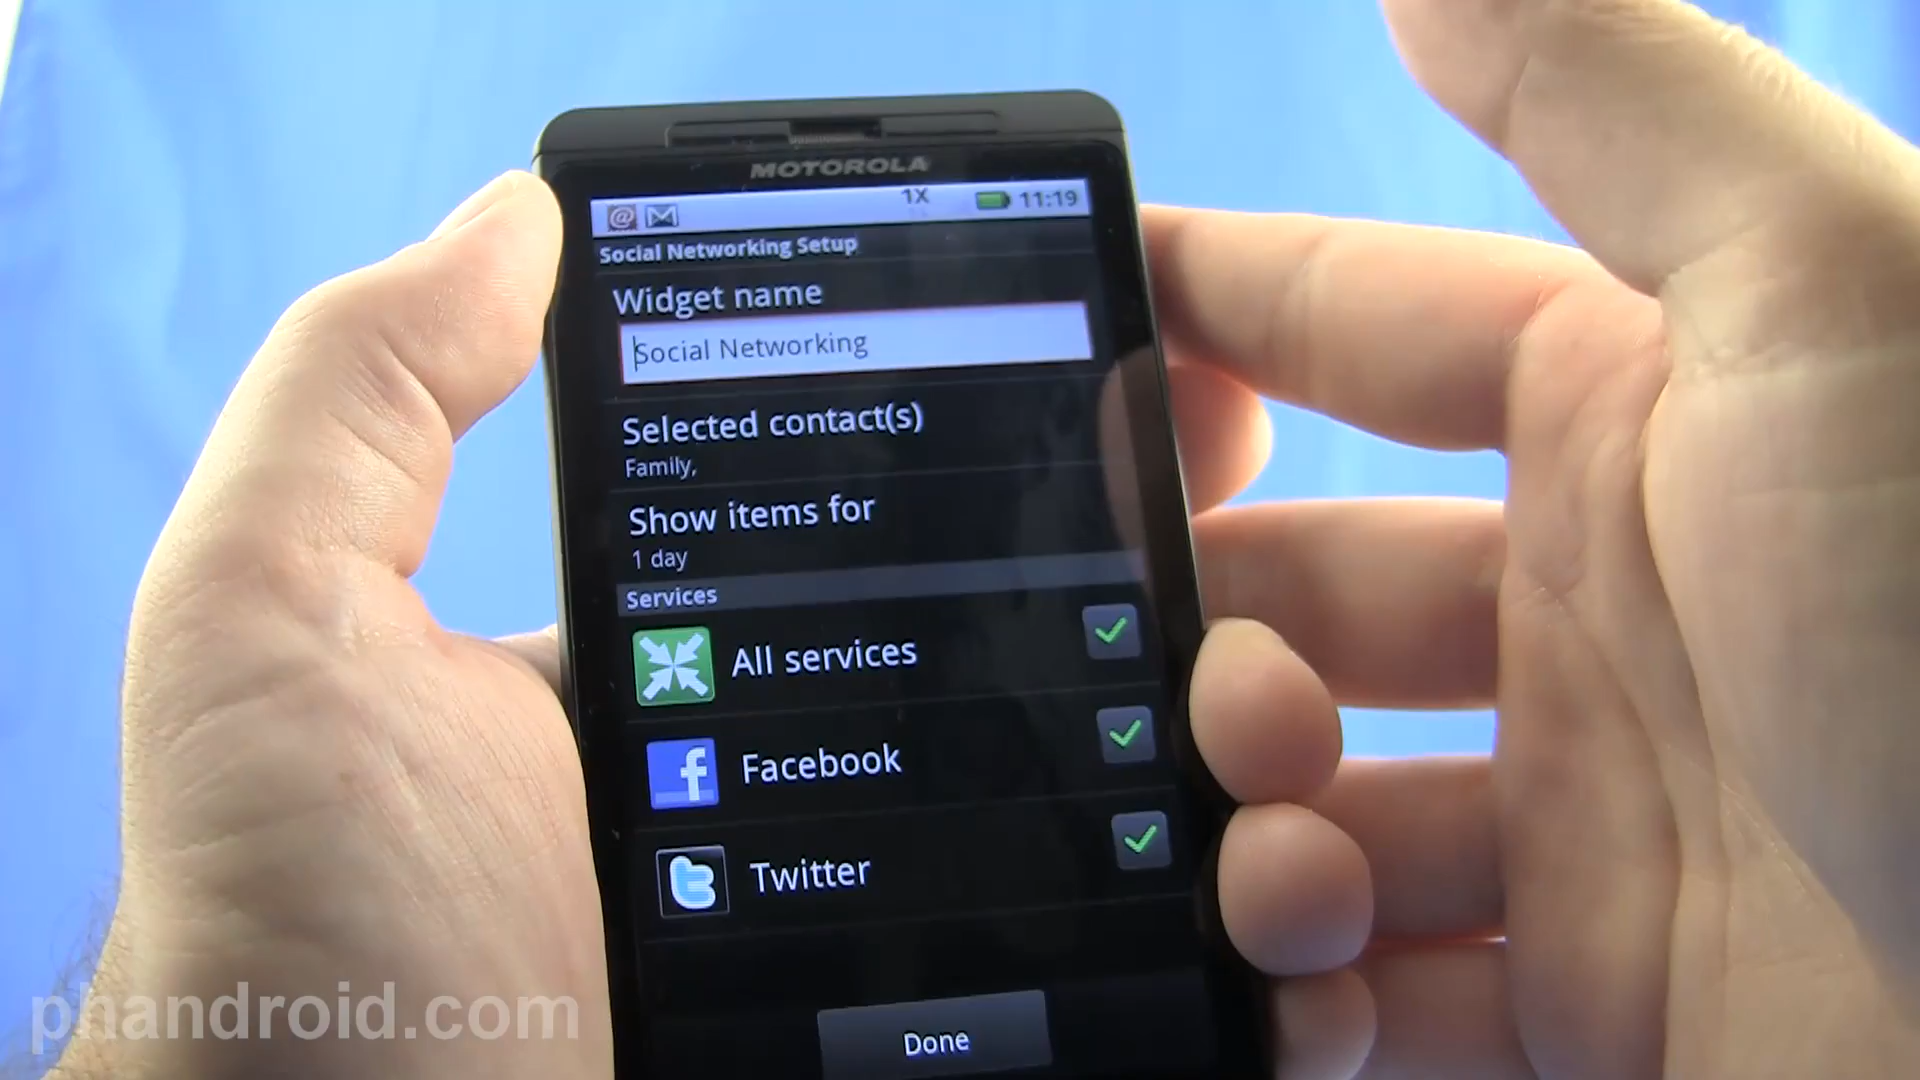 MOTOROLA
1X 11:19
Social Networking Setup
Widget name
Social Networking
Selected contact(s)
Family,
Show items for
1 day
Services
All services
Facebook
Twitter
Done
phandroid.com